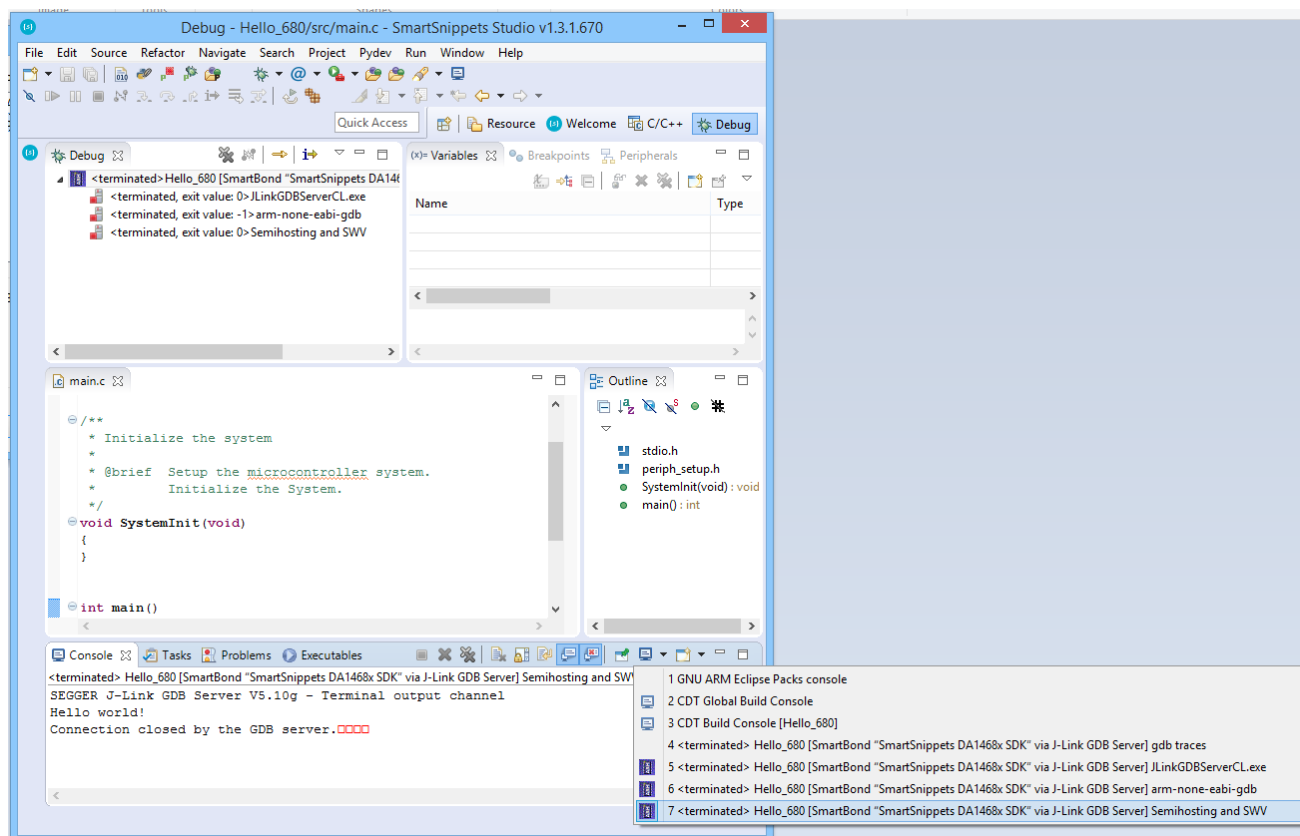 Debug - Hello_680/src/main.c - SmartSnippets Studio v1.3.1.670
File Edit Source Refactor Navigate Search Project Pydev Run Window Help
Quick Access
Resource Welcome C/C++ Debug
Debug
<terminated>Hello_680 [SmartBond "SmartSnippets DA146
<terminated, exit value: 0>JLinkGDBServerCL.exe
<terminated, exit value: -1>arm-none-eabi-gdb
<terminated, exit value: 0>Semihosting and SWV
(x)= Variables Breakpoints Peripherals
Name Type
main.c
/**
* Initialize the system
*
* @brief Setup the microcontroller system.
* Initialize the System.
*/
void SystemInit(void)
{
}
int main()
Outline
stdio.h
periph_setup.h
SystemInit(void) : void
main() : int
Console Tasks Problems Executables
<terminated> Hello_680 [SmartBond "SmartSnippets DA1468x SDK" via J-Link GDB Server] Semihosting and SWV
SEGGER J-Link GDB Server V5.10g - Terminal output channel
Hello world!
Connection closed by the GDB server.
1 GNU ARM Eclipse Packs console
2 CDT Global Build Console
3 CDT Build Console [Hello_680]
4 <terminated> Hello_680 [SmartBond "SmartSnippets DA1468x SDK" via J-Link GDB Server] gdb traces
5 <terminated> Hello_680 [SmartBond "SmartSnippets DA1468x SDK" via J-Link GDB Server] JLinkGDBServerCL.exe
6 <terminated> Hello_680 [SmartBond "SmartSnippets DA1468x SDK" via J-Link GDB Server] arm-none-eabi-gdb
7 <terminated> Hello_680 [SmartBond "SmartSnippets DA1468x SDK" via J-Link GDB Server] Semihosting and SWV